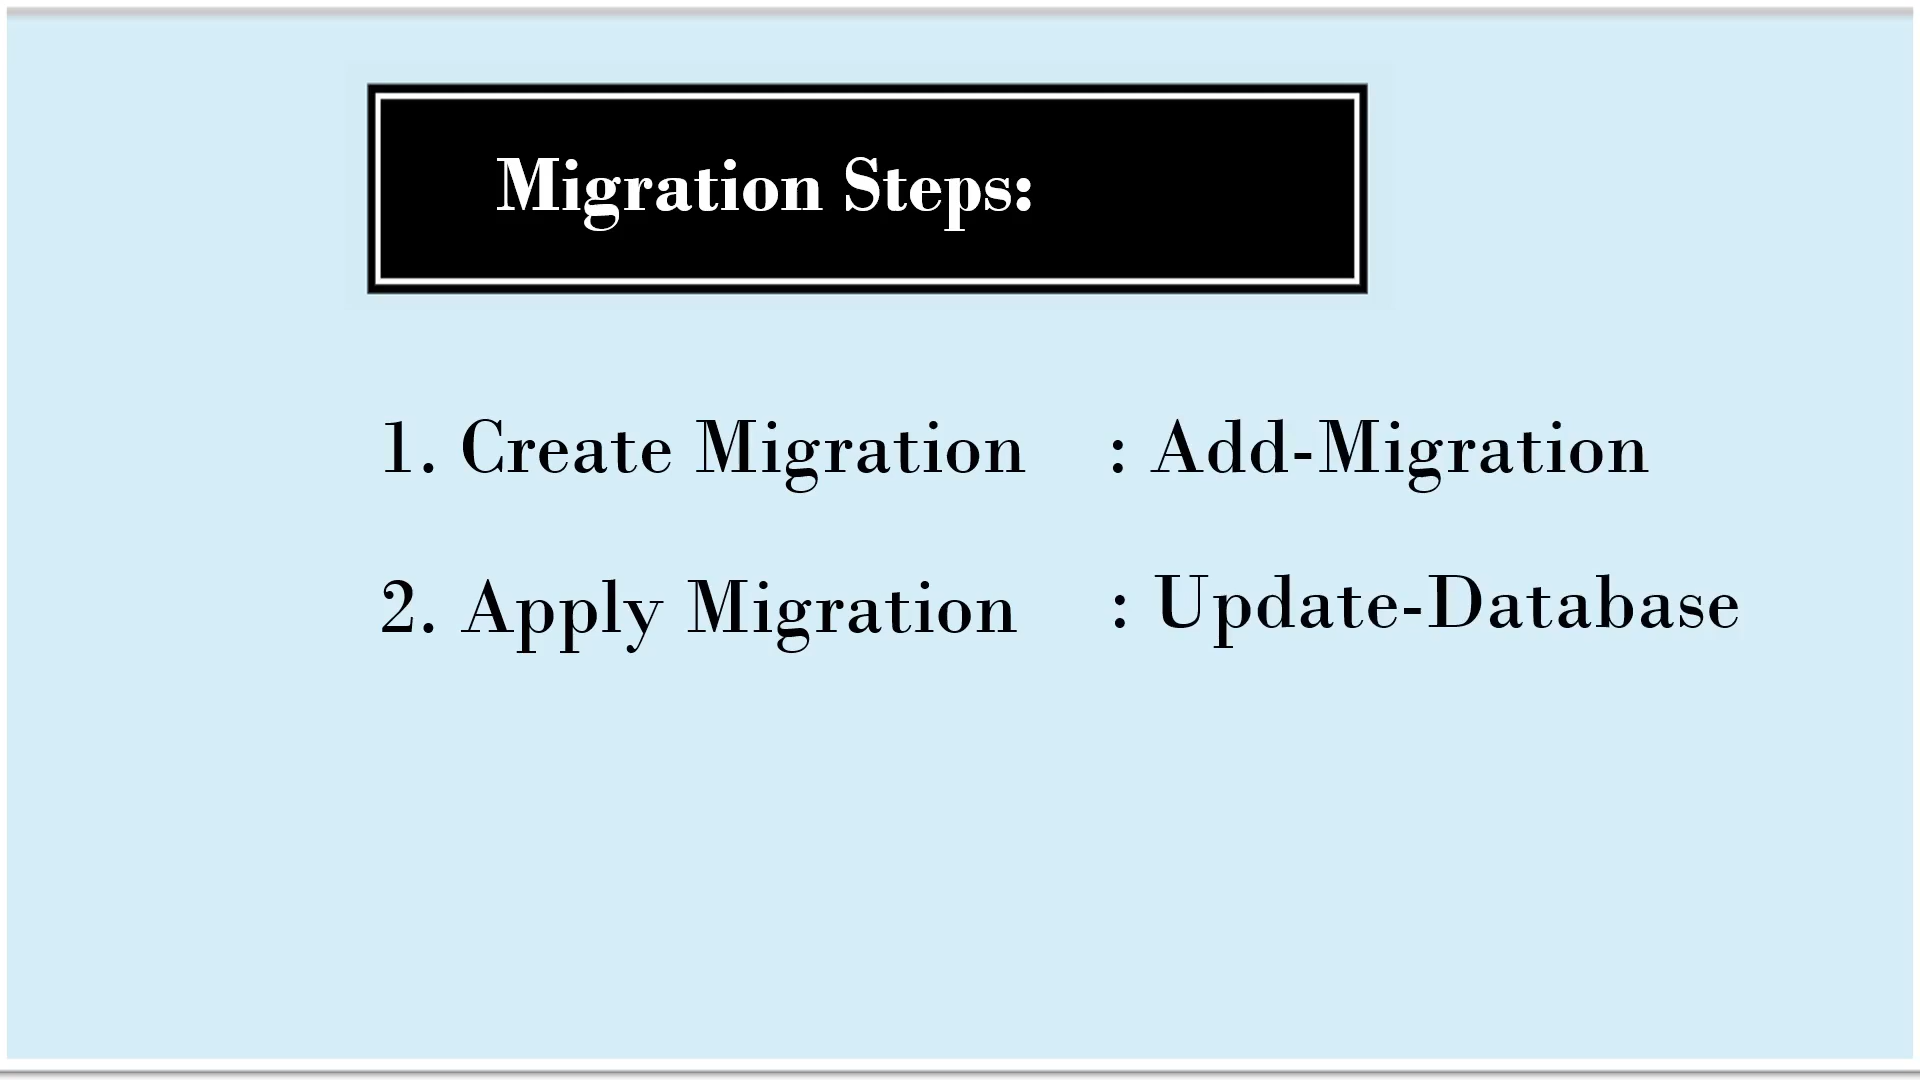 Migration Steps:
1. Create Migration : Add-Migration
2. Apply Migration : Update-Database